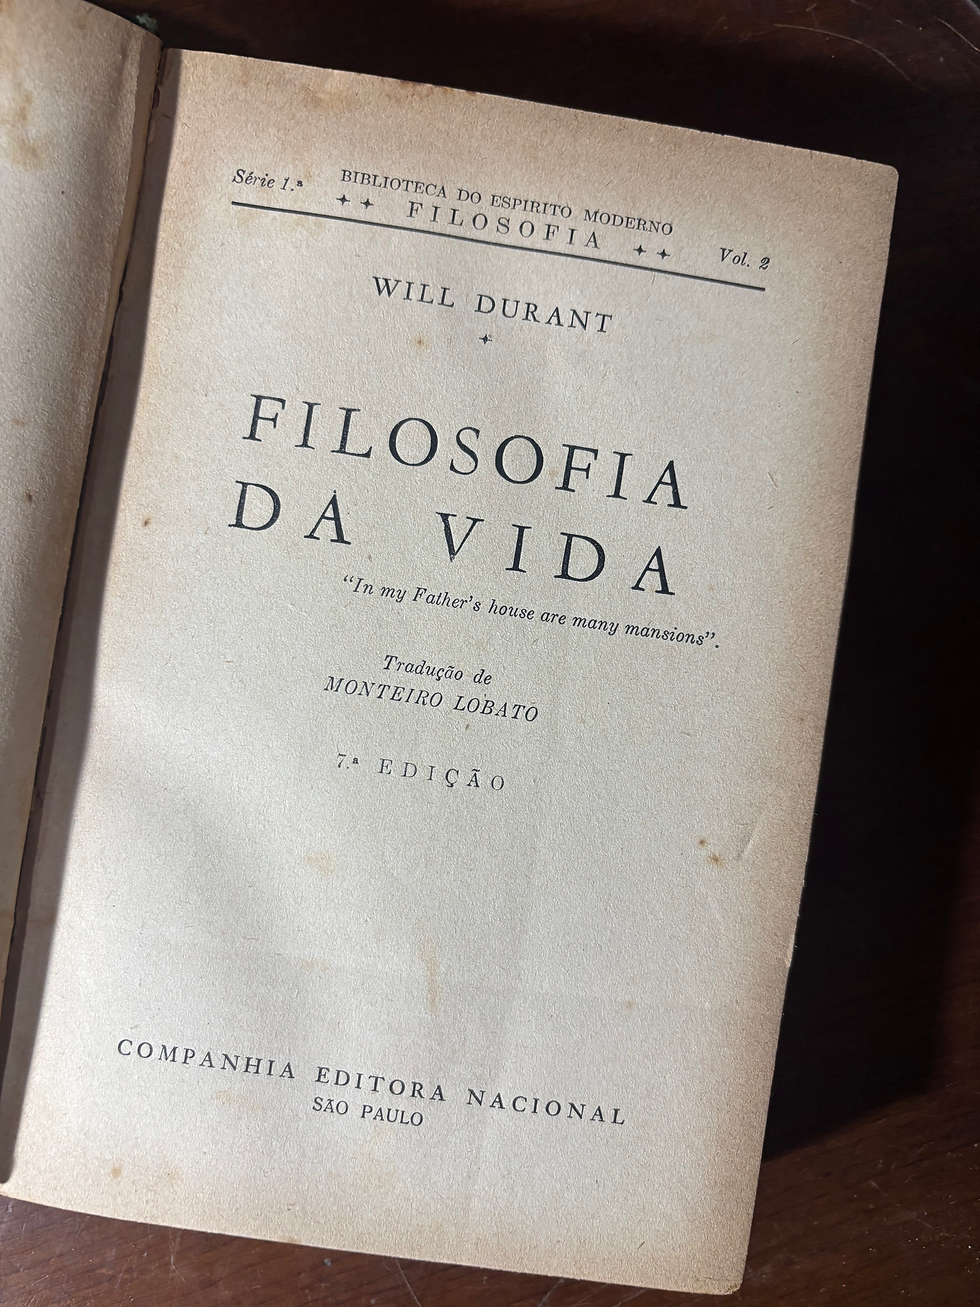 Série 1.ª BIBLIOTECA DO ESPIRITO MODERNO
✦ ✦ FILOSOFIA ✦ ✦ Vol. 2
WILL DURANT
✦
FILOSOFIA
DA VIDA
“In my Father's house are many mansions”.
Tradução de
MONTEIRO LOBATO
7.ª EDIÇÃO
COMPANHIA EDITORA NACIONAL
SÃO PAULO